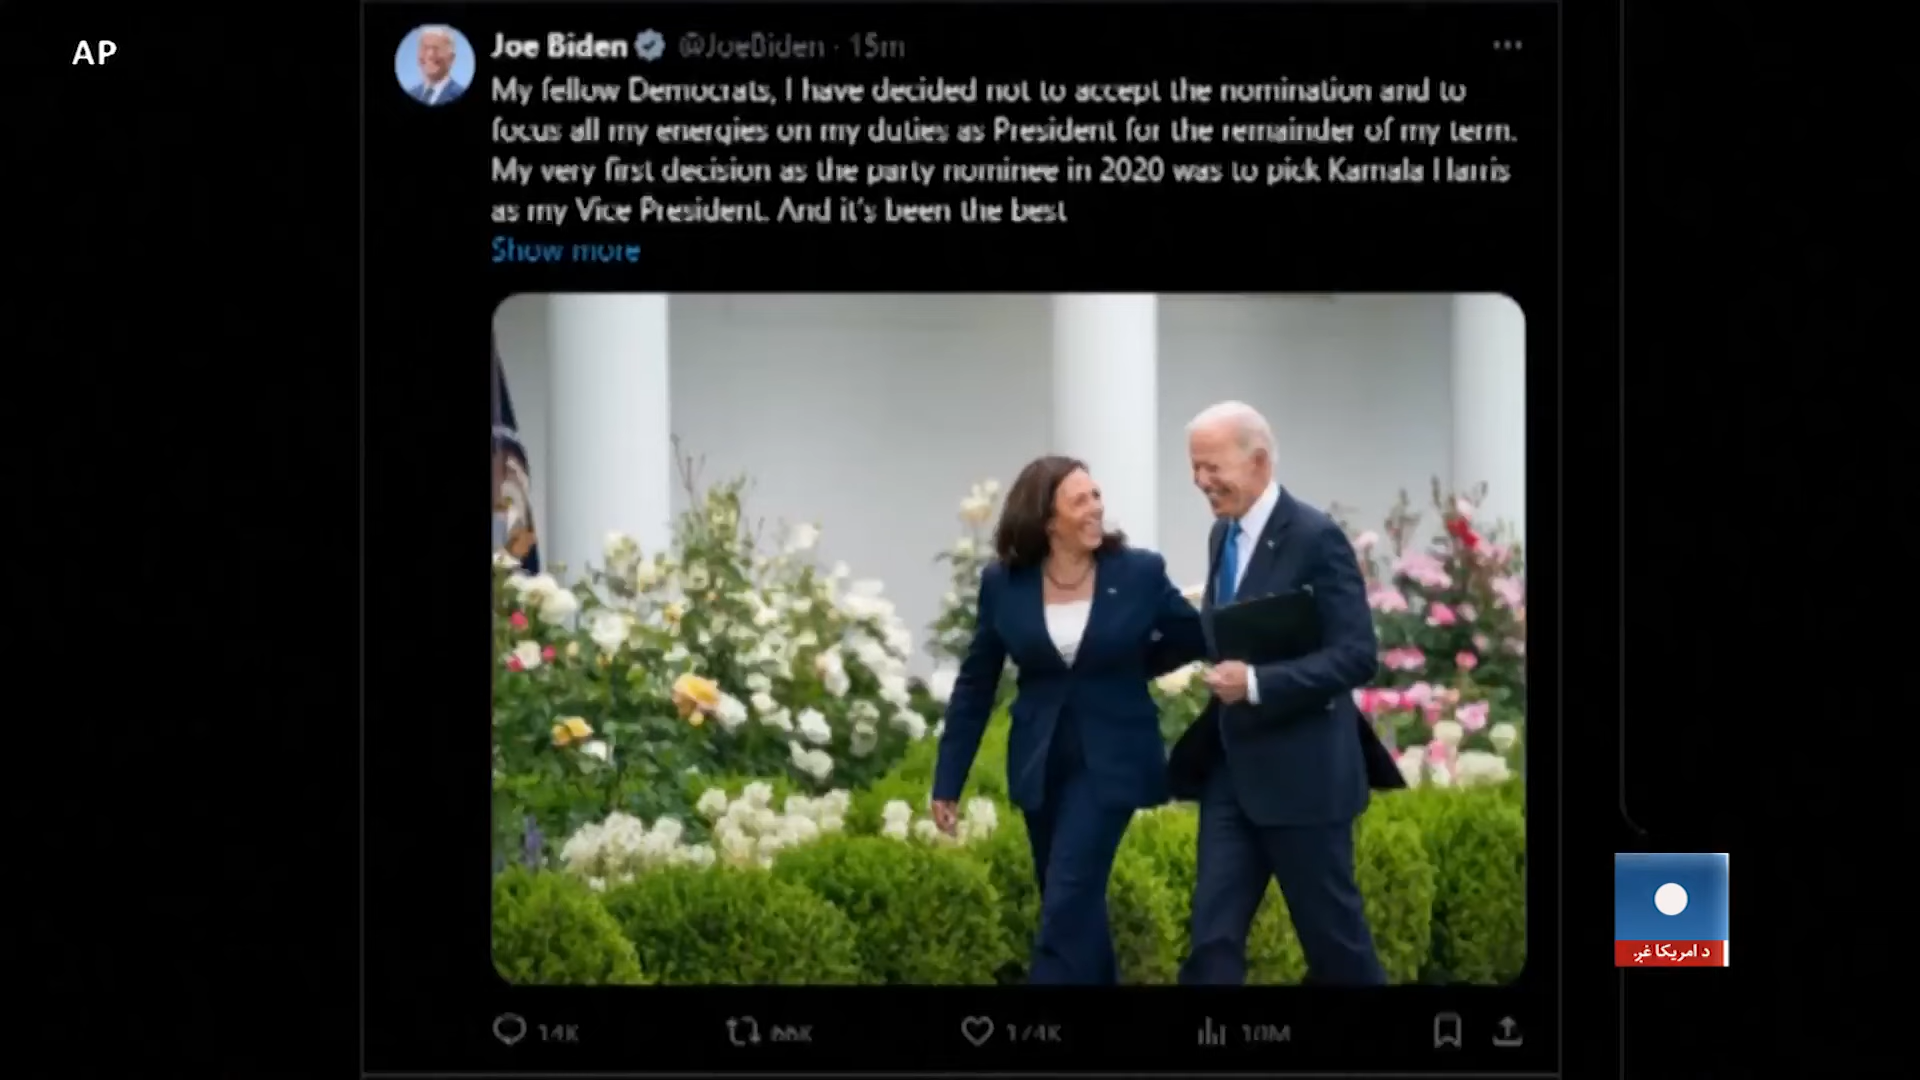 AP
Joe Biden @JoeBiden · 15m
My fellow Democrats, I have decided not to accept the nomination and to
focus all my energies on my duties as President for the remainder of my term.
My very first decision as the party nominee in 2020 was to pick Kamala Harris
as my Vice President. And it's been the best
Show more
د امریکا غږ
14K 66K 174K 10M